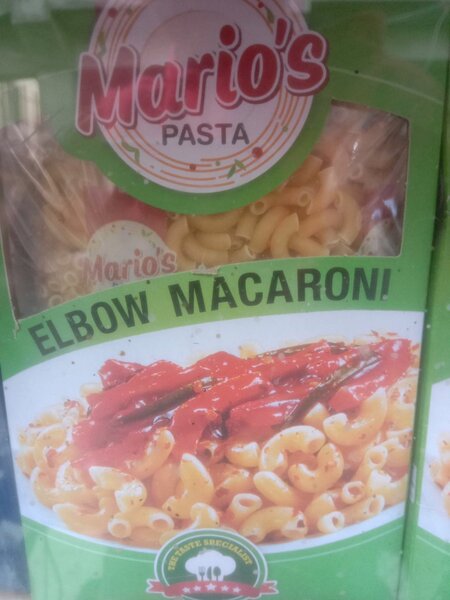 Mario's
PASTA
Mario's
ELBOW MACARONI
THE TASTE SPECIALIST